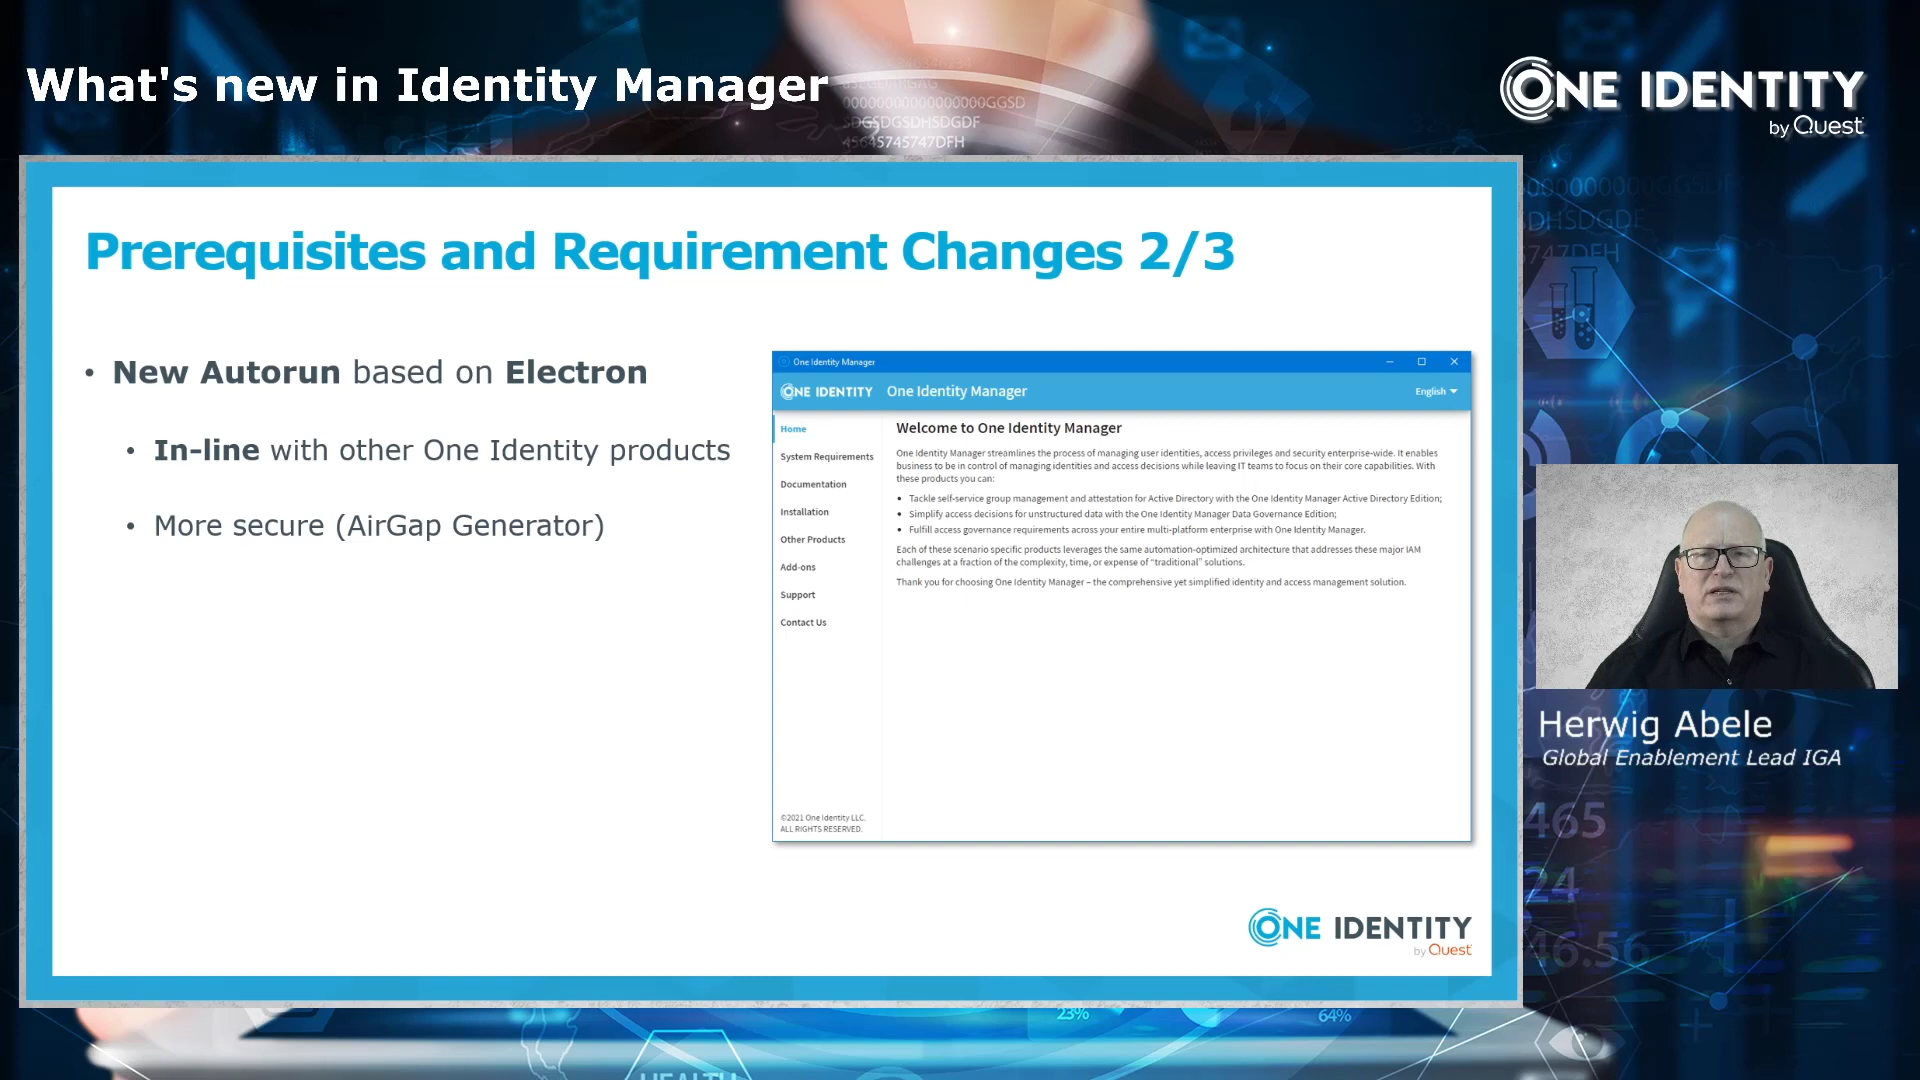 What's new in Identity Manager
ONE IDENTITY
by Quest
0000000000000000GGSD
SDGSDGSDHSDGDF
45645745747DFH
Prerequisites and Requirement Changes 2/3
• New Autorun based on Electron
• In-line with other One Identity products
• More secure (AirGap Generator)
One Identity Manager
ONE IDENTITY One Identity Manager English
Home
System Requirements
Documentation
Installation
Other Products
Add-ons
Support
Contact Us
©2021 One Identity LLC.
ALL RIGHTS RESERVED.
Welcome to One Identity Manager
One Identity Manager streamlines the process of managing user identities, access privileges and security enterprise-wide. It enables
business to be in control of managing identities and access decisions while leaving IT teams to focus on their core capabilities. With
these products you can:
• Tackle self-service group management and attestation for Active Directory with the One Identity Manager Active Directory Edition;
• Simplify access decisions for unstructured data with the One Identity Manager Data Governance Edition;
• Fulfill access governance requirements across your entire multi-platform enterprise with One Identity Manager.
Each of these scenario specific products leverages the same automation-optimized architecture that addresses these major IAM
challenges at a fraction of the complexity, time, or expense of “traditional” solutions.
Thank you for choosing One Identity Manager – the comprehensive yet simplified identity and access management solution.
ONE IDENTITY
by Quest
Herwig Abele
Global Enablement Lead IGA
465
24
46.56
23%
64%
HEALTH